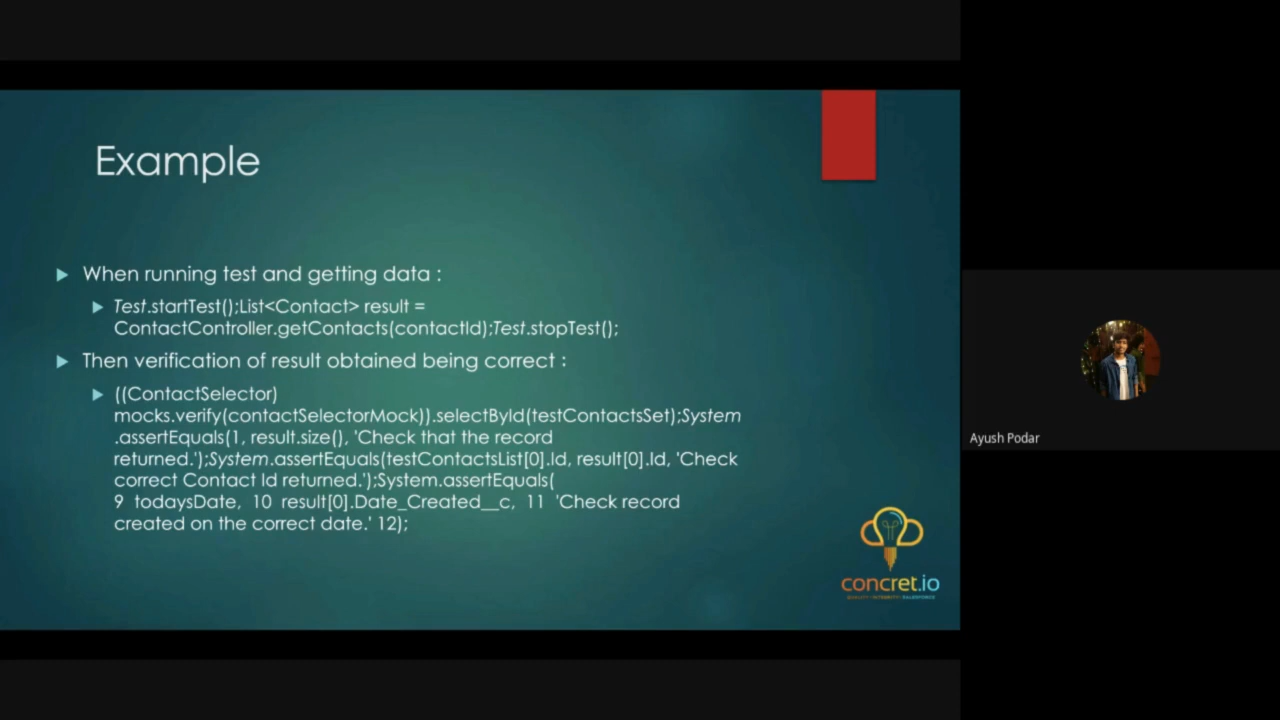 Example
When running test and getting data :
Test.startTest();List<Contact> result =
ContactController.getContacts(contactId);Test.stopTest();
Then verification of result obtained being correct :
((ContactSelector)
mocks.verify(contactSelectorMock)).selectById(testContactsSet);System
.assertEquals(1, result.size(), 'Check that the record
returned.');System.assertEquals(testContactsList[0].Id, result[0].Id, 'Check
correct Contact Id returned.');System.assertEquals(
9 todaysDate, 10 result[0].Date_Created__c, 11 'Check record
created on the correct date.' 12);
concret.io
Ayush Podar